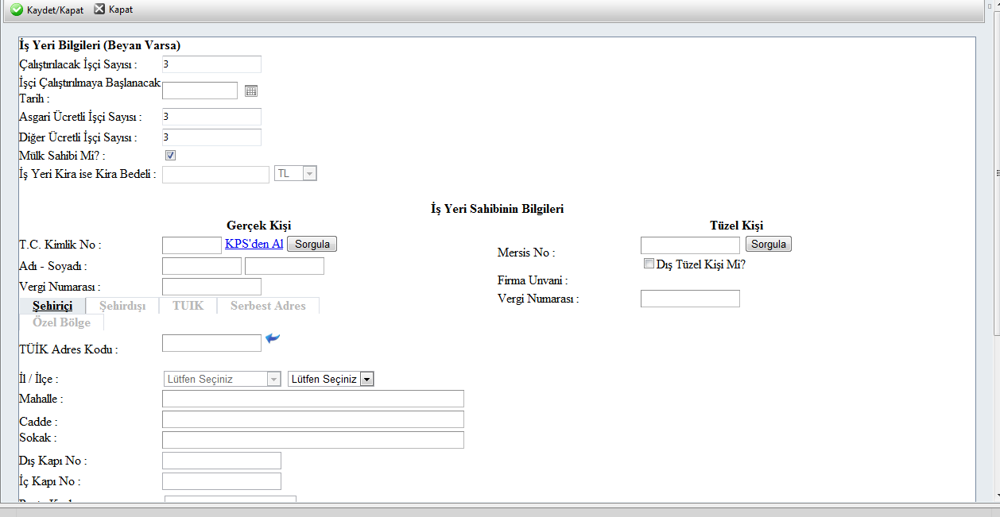 Kaydet/Kapat Kapat
İş Yeri Bilgileri (Beyan Varsa)
Çalıştırılacak İşçi Sayısı : 3
İşçi Çalıştırılmaya Başlanacak
Tarih :
Asgari Ücretli İşçi Sayısı : 3
Diğer Ücretli İşçi Sayısı : 3
Mülk Sahibi Mi? :
İş Yeri Kira ise Kira Bedeli : TL
İş Yeri Sahibinin Bilgileri
Gerçek Kişi Tüzel Kişi
T.C. Kimlik No : KPS'den Al Sorgula
Mersis No : Sorgula
Adı - Soyadı :
Dış Tüzel Kişi Mi?
Firma Unvani :
Vergi Numarası :
Vergi Numarası :
Şehiriçi Şehirdışı TUIK Serbest Adres
Özel Bölge
TÜİK Adres Kodu :
İl / İlçe : Lütfen Seçiniz Lütfen Seçiniz
Mahalle :
Cadde :
Sokak :
Dış Kapı No :
İç Kapı No :